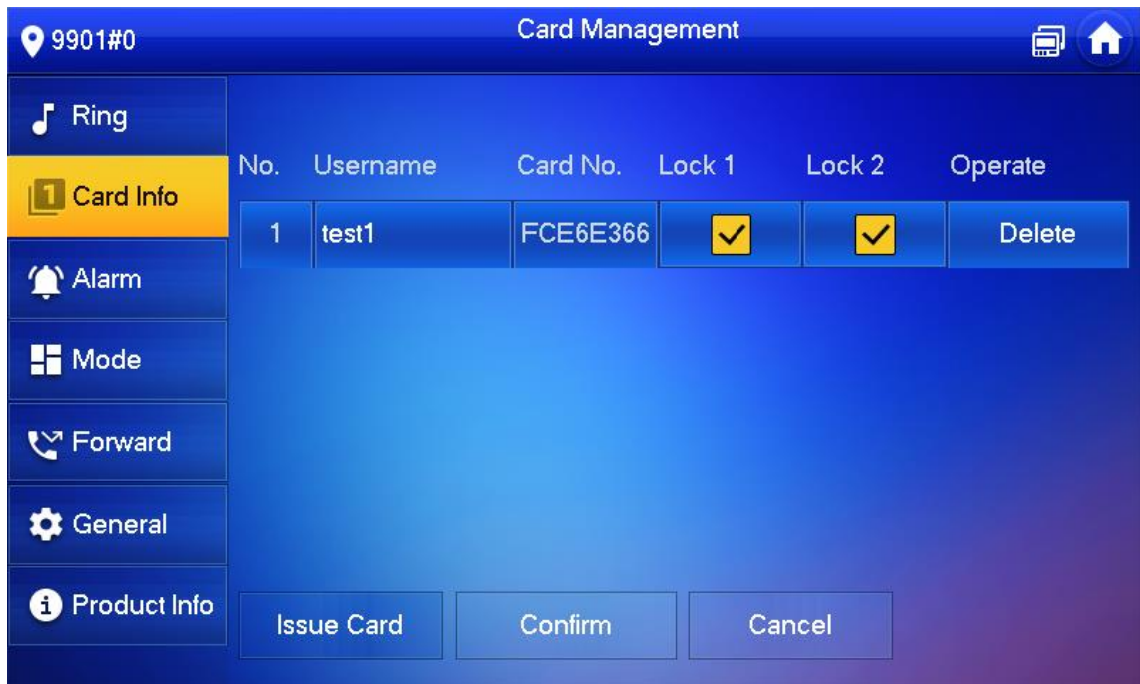 9901#0 Card Management
Ring
Card Info
Alarm
Mode
Forward
General
Product Info
No. Username Card No. Lock 1 Lock 2 Operate
1 test1 FCE6E366 Delete
Issue Card Confirm Cancel